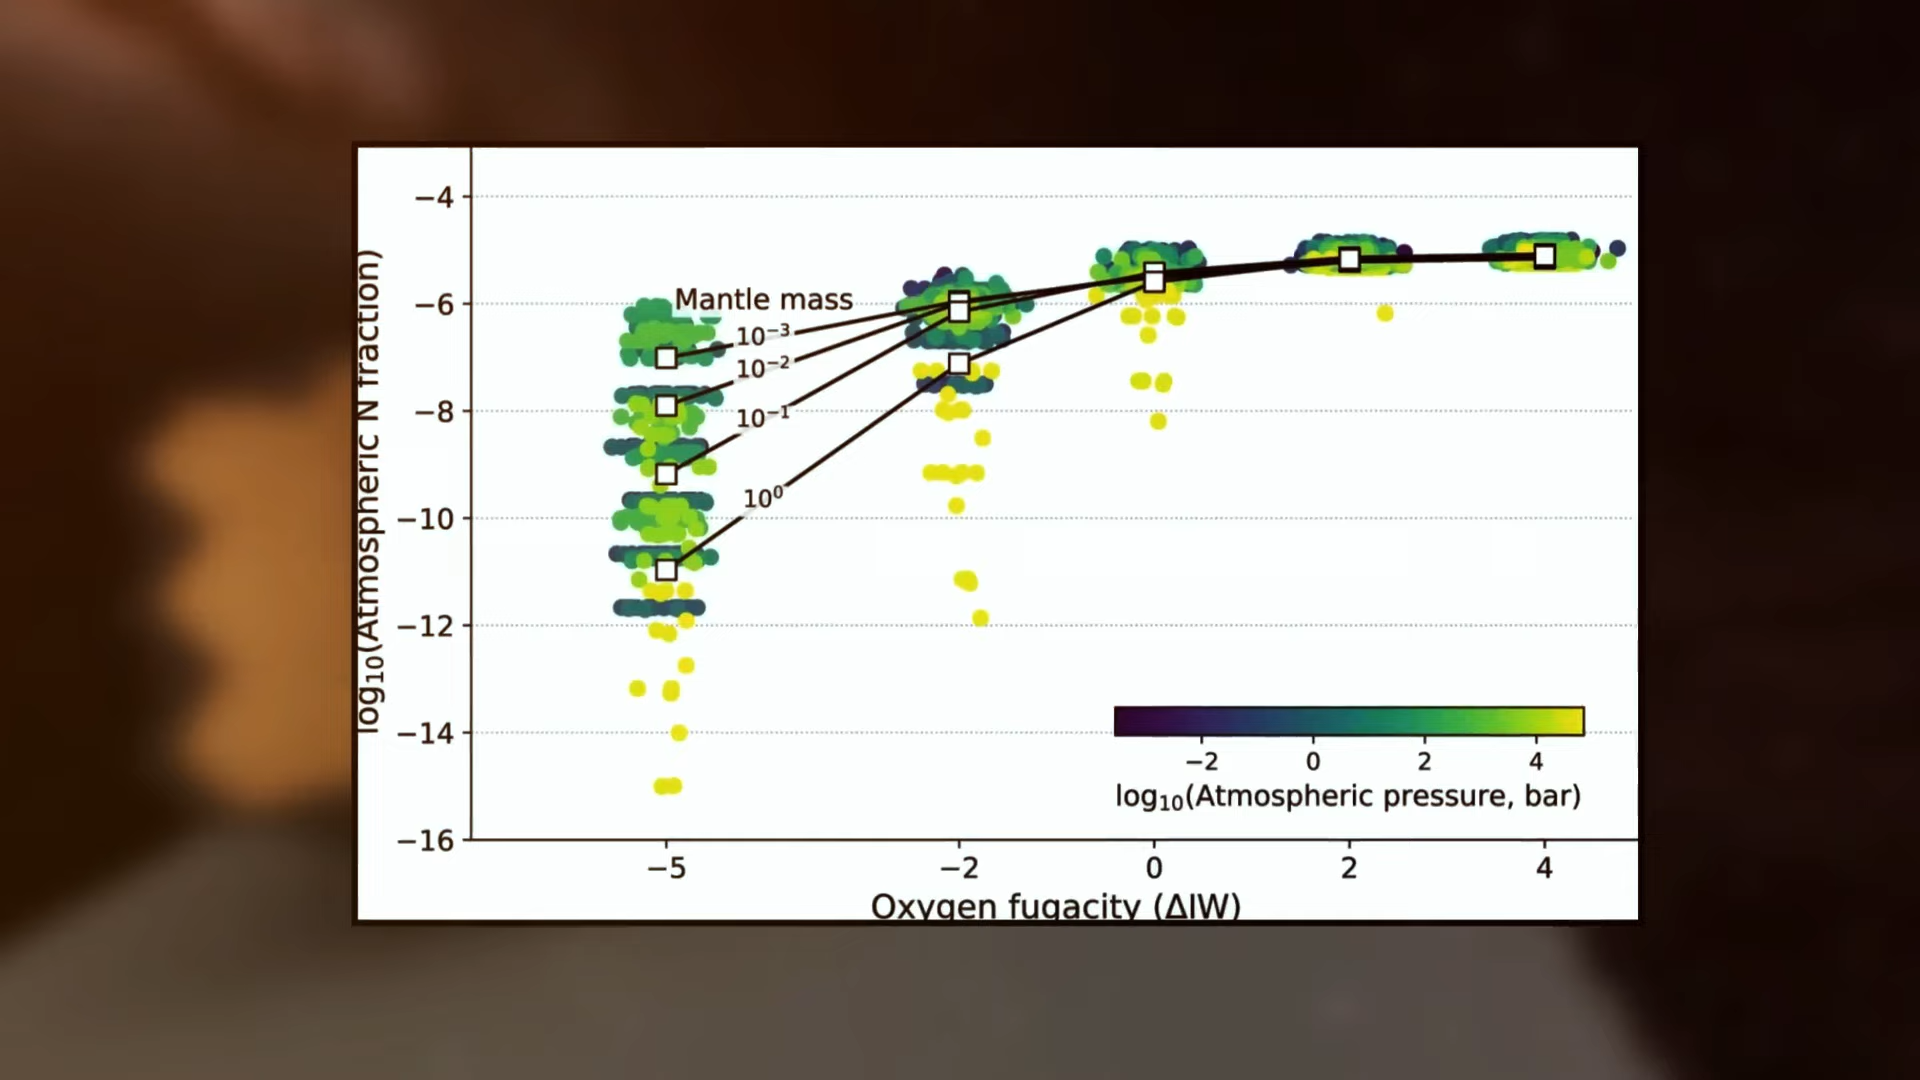 −4
−6
−8
−10
−12
−14
−16
log₁₀(Atmospheric N fraction)
Mantle mass
10⁻³
10⁻²
10⁻¹
10⁰
−2 0 2 4
log₁₀(Atmospheric pressure, bar)
−5 −2 0 2 4
Oxygen fugacity (ΔIW)